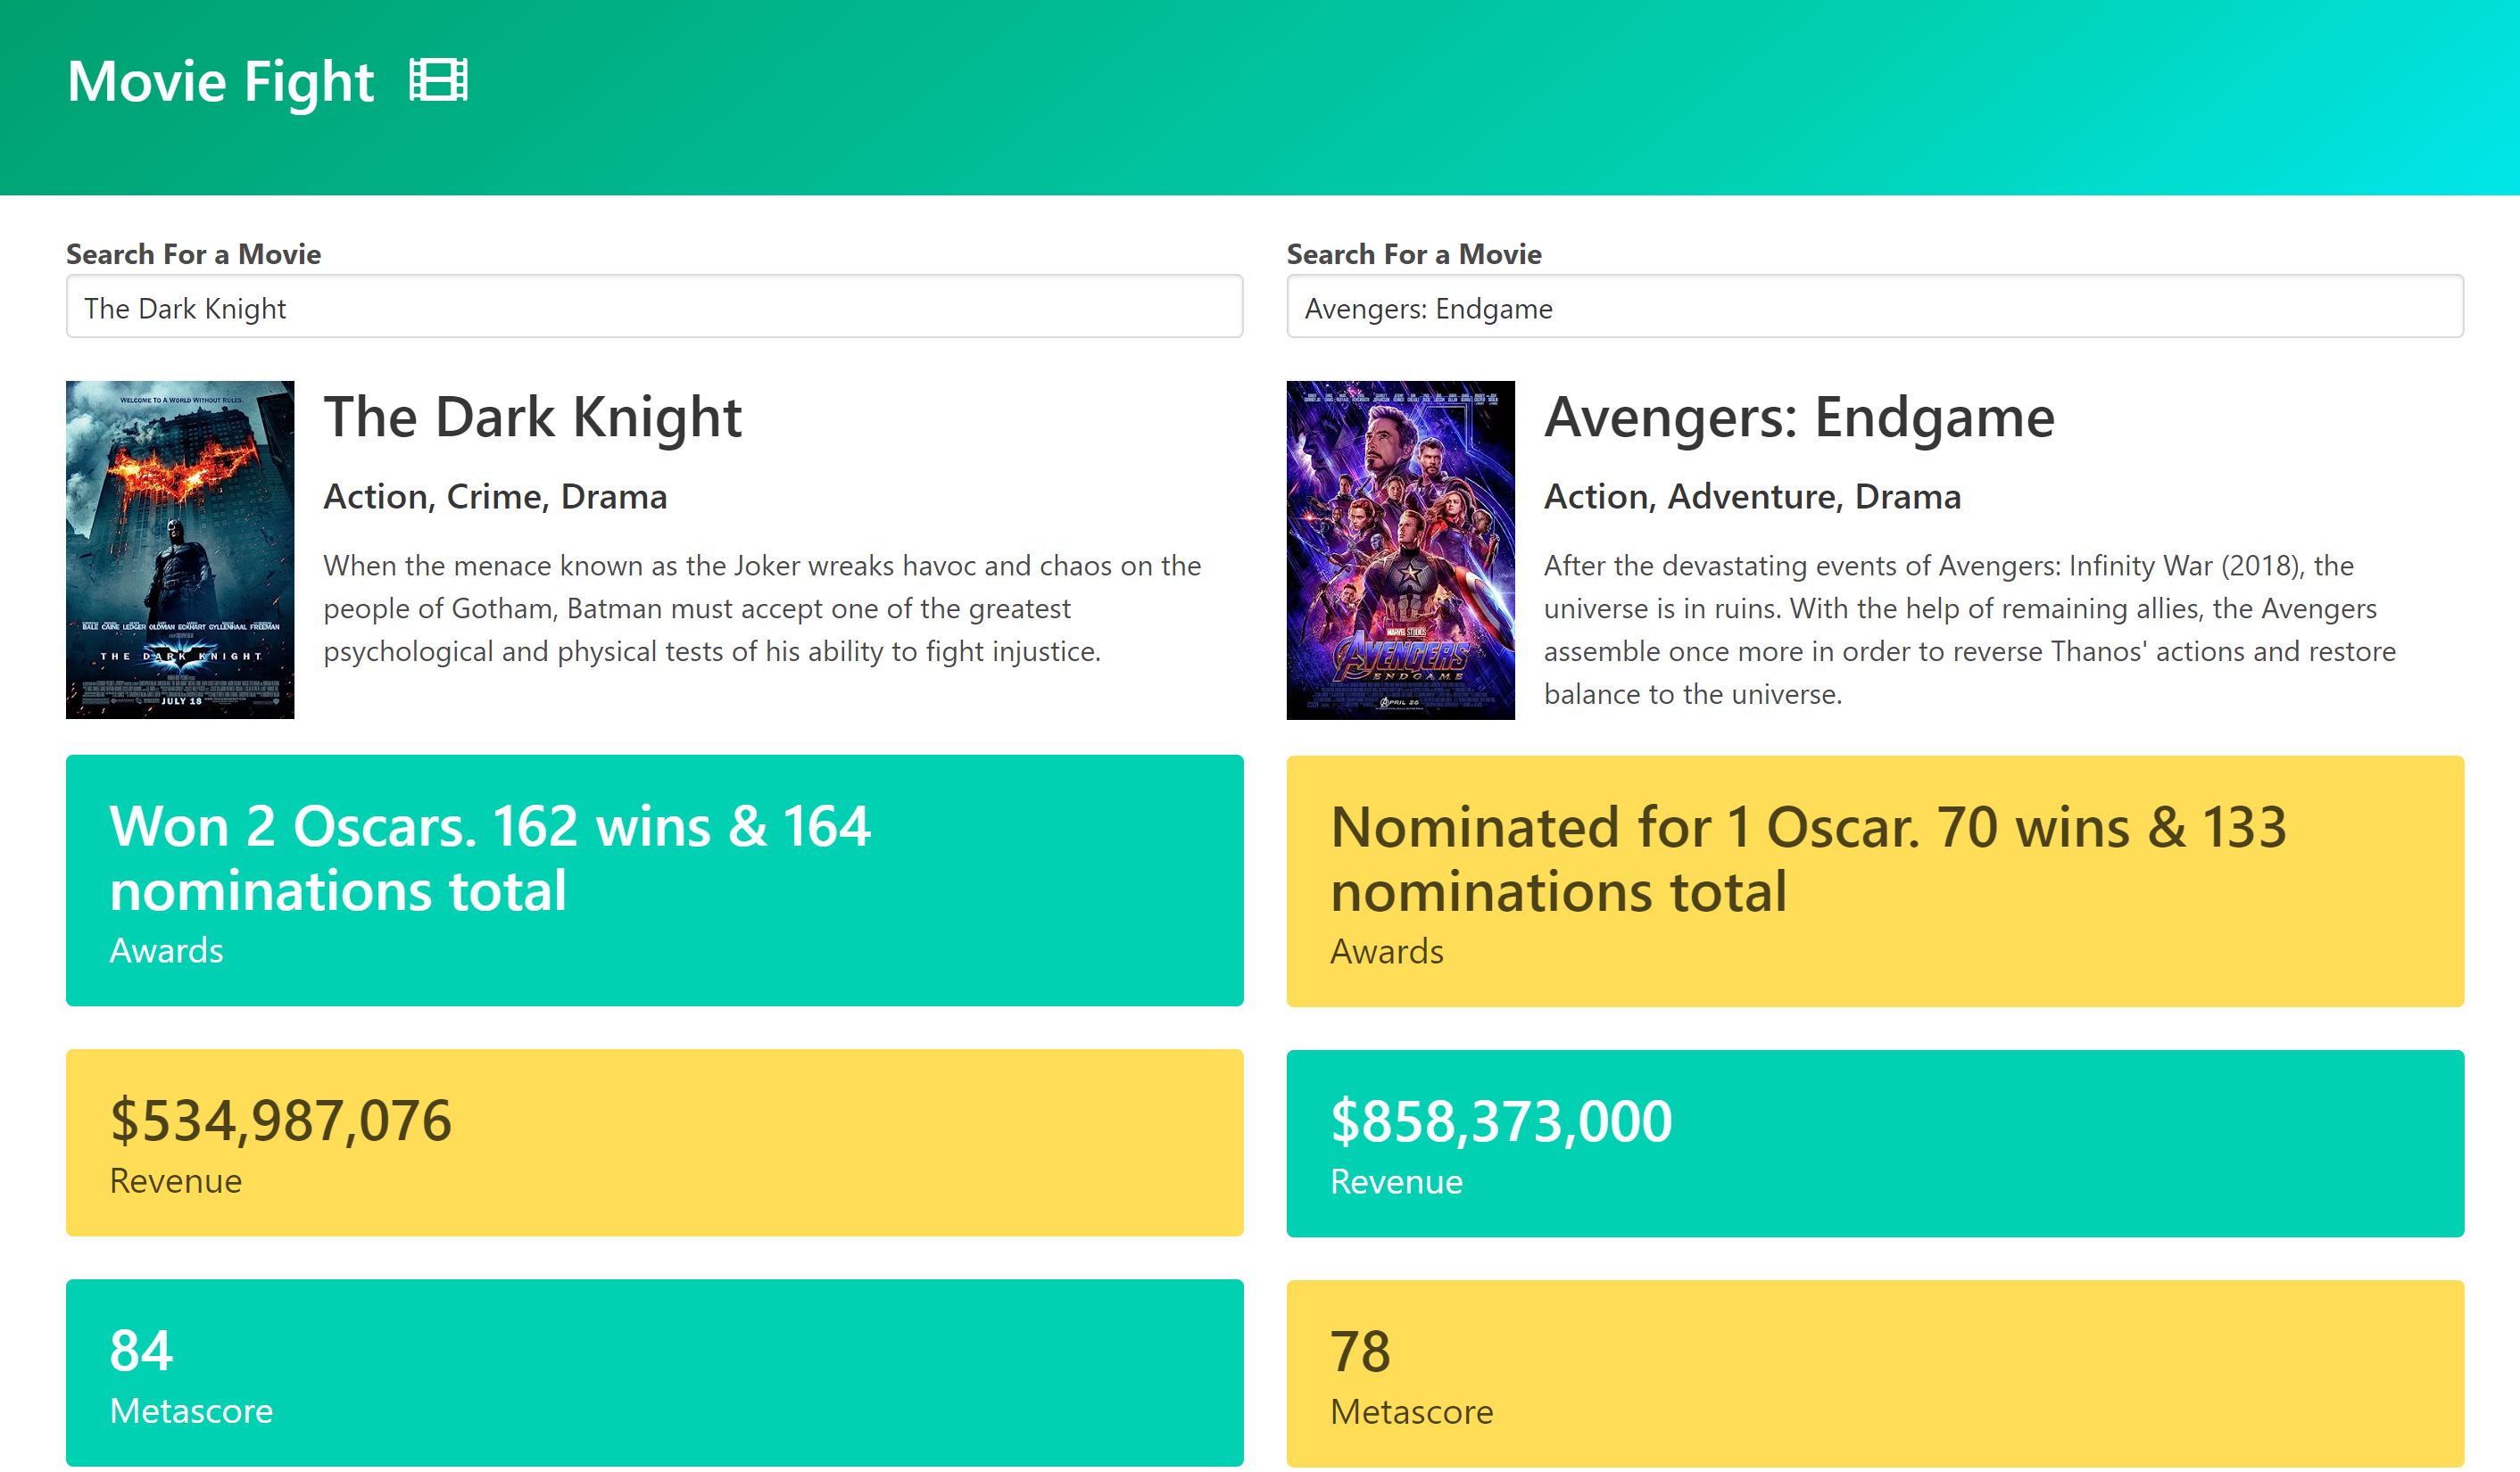 Movie Fight
Search For a Movie
The Dark Knight
WELCOME TO A WORLD WITHOUT RULES.
BALE CAINE LEDGER OLDMAN ECKHART GYLLENHAAL FREEMAN
THE DARK KNIGHT
JULY 18
The Dark Knight
Action, Crime, Drama
When the menace known as the Joker wreaks havoc and chaos on the
people of Gotham, Batman must accept one of the greatest
psychological and physical tests of his ability to fight injustice.
Won 2 Oscars. 162 wins & 164
nominations total
Awards
$534,987,076
Revenue
84
Metascore
Search For a Movie
Avengers: Endgame
MARVEL STUDIOS
AVENGERS
ENDGAME
APRIL 26
Avengers: Endgame
Action, Adventure, Drama
After the devastating events of Avengers: Infinity War (2018), the
universe is in ruins. With the help of remaining allies, the Avengers
assemble once more in order to reverse Thanos' actions and restore
balance to the universe.
Nominated for 1 Oscar. 70 wins & 133
nominations total
Awards
$858,373,000
Revenue
78
Metascore